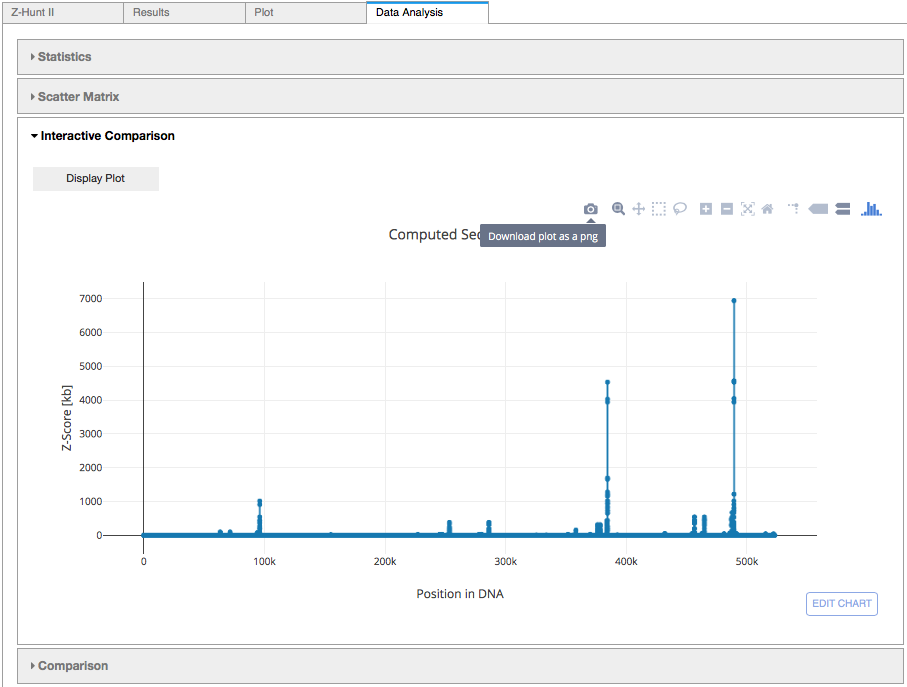 Z-Hunt II
Results
Plot
Data Analysis
Statistics
Scatter Matrix
Interactive Comparison
Display Plot
Computed
Download plot as a png
7000
6000
5000
4000
3000
2000
1000
0
Z-Score [kb]
0
100k
200k
300k
400k
500k
Position in DNA
EDIT CHART
Comparison